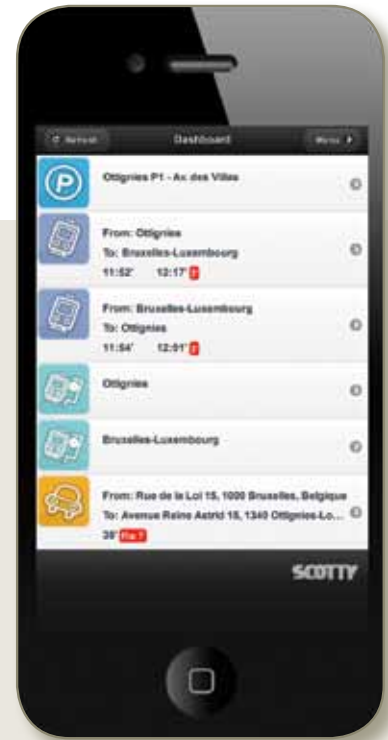 Refresh Dashboard Menu
P
Ottignies P1 - Av. des Villes
From: Ottignies
To: Bruxelles-Luxembourg
11:52' 12:17'
From: Bruxelles-Luxembourg
To: Ottignies
11:54' 12:01'
Ottignies
Bruxelles-Luxembourg
From: Rue de la Loi 15, 1000 Bruxelles, Belgique
To: Avenue Reine Astrid 15, 1340 Ottignies-Lo...
SCOTTY